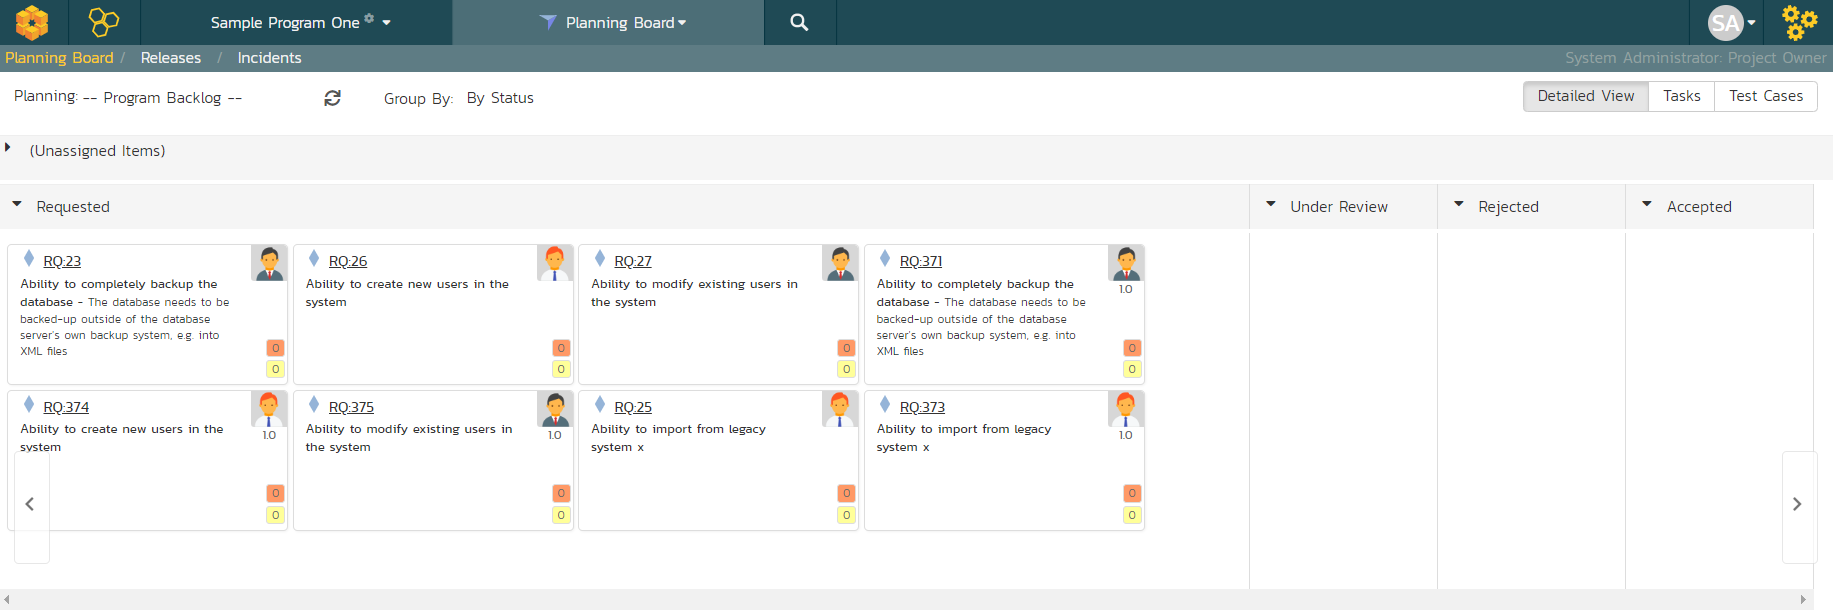 Sample Program One
Planning Board
SA
Planning Board / Releases / Incidents
System Administrator: Project Owner
Planning: -- Program Backlog --
Group By: By Status
Detailed View
Tasks
Test Cases
(Unassigned Items)
Requested
Under Review
Rejected
Accepted
RQ:23
Ability to completely backup the
database - The database needs to be
backed-up outside of the database
server's own backup system, e.g. into
XML files
0
0
RQ:26
Ability to create new users in the
system
0
0
RQ:27
Ability to modify existing users in
the system
0
0
RQ:371
1.0
Ability to completely backup the
database - The database needs to be
backed-up outside of the database
server's own backup system, e.g. into
XML files
0
0
RQ:374
1.0
Ability to create new users in the
system
0
0
RQ:375
1.0
Ability to modify existing users in
the system
0
0
RQ:25
Ability to import from legacy
system x
0
0
RQ:373
1.0
Ability to import from legacy
system x
0
0